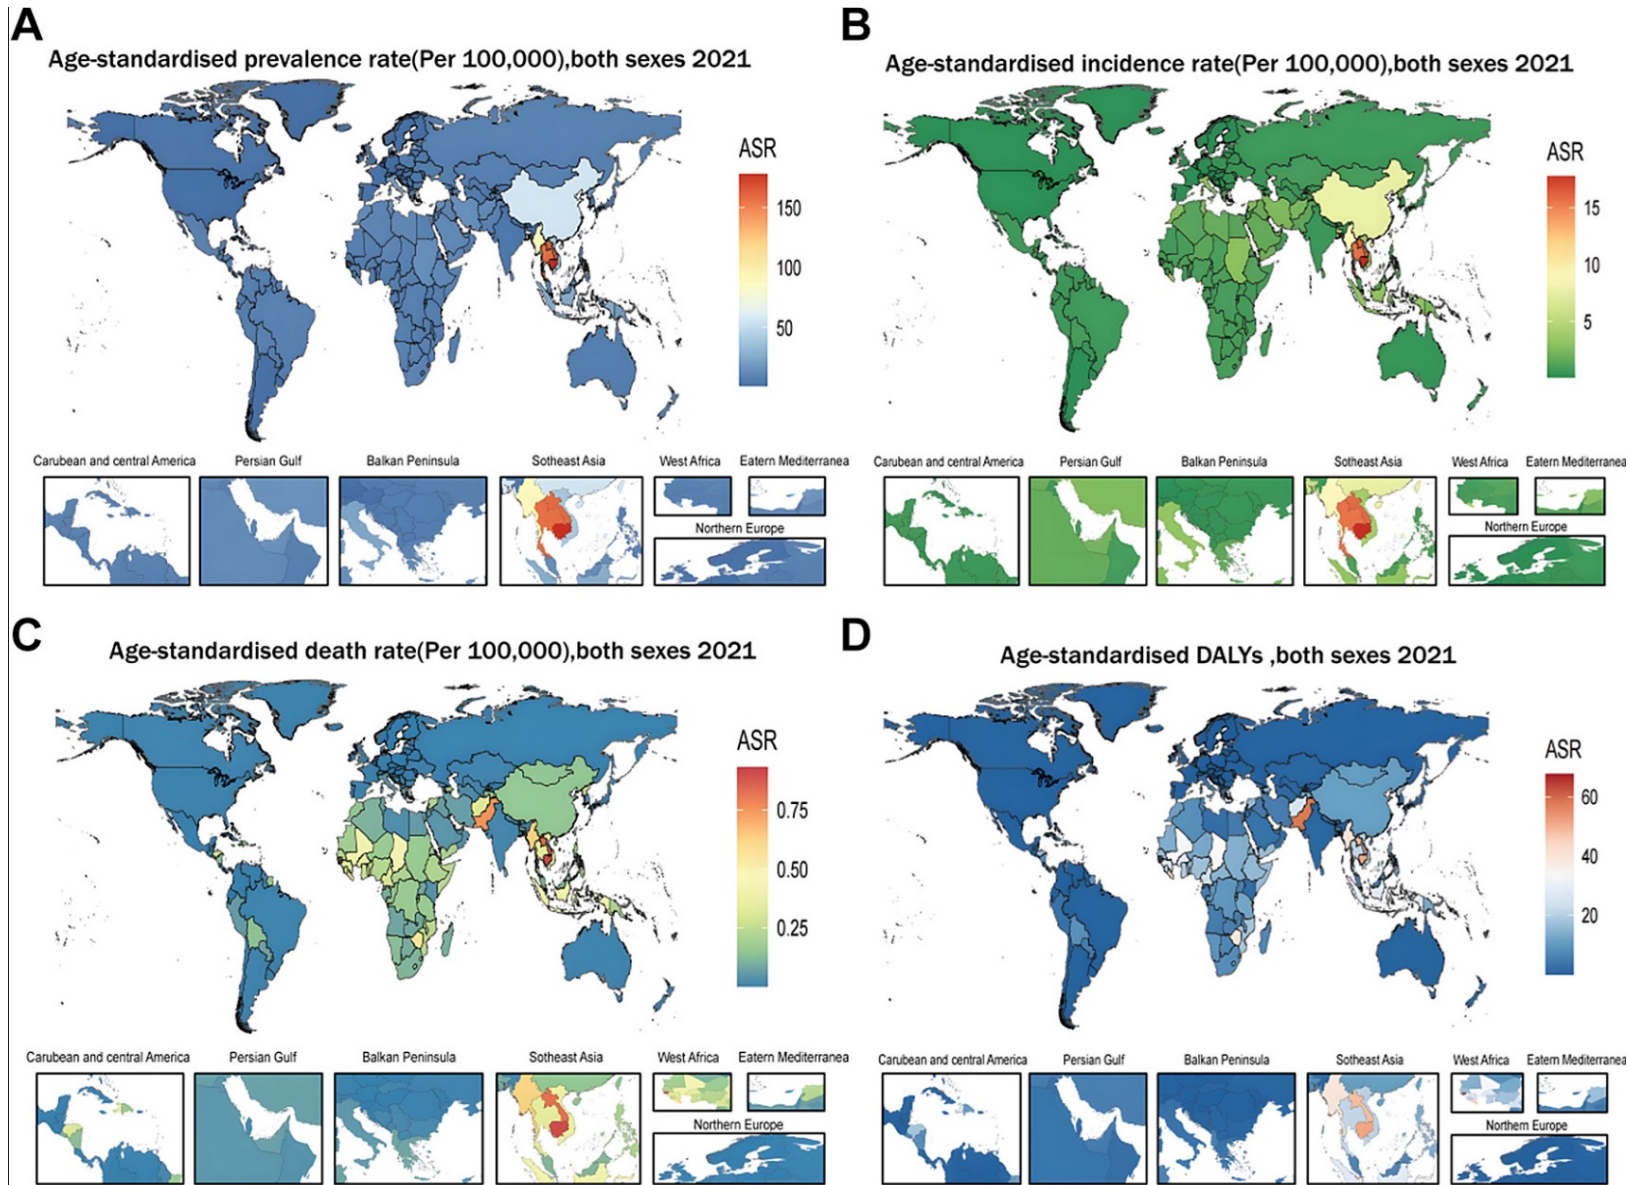 A
Age-standardised prevalence rate(Per 100,000),both sexes 2021
ASR
150
100
50
Carubean and central America
Persian Gulf
Balkan Peninsula
Sotheast Asia
West Africa
Eatern Mediterranea
Northern Europe
B
Age-standardised incidence rate(Per 100,000),both sexes 2021
ASR
15
10
5
Carubean and central America
Persian Gulf
Balkan Peninsula
Sotheast Asia
West Africa
Eatern Mediterranea
Northern Europe
C
Age-standardised death rate(Per 100,000),both sexes 2021
ASR
0.75
0.50
0.25
Carubean and central America
Persian Gulf
Balkan Peninsula
Sotheast Asia
West Africa
Eatern Mediterranea
Northern Europe
D
Age-standardised DALYs ,both sexes 2021
ASR
60
40
20
Carubean and central America
Persian Gulf
Balkan Peninsula
Sotheast Asia
West Africa
Eatern Mediterranea
Northern Europe